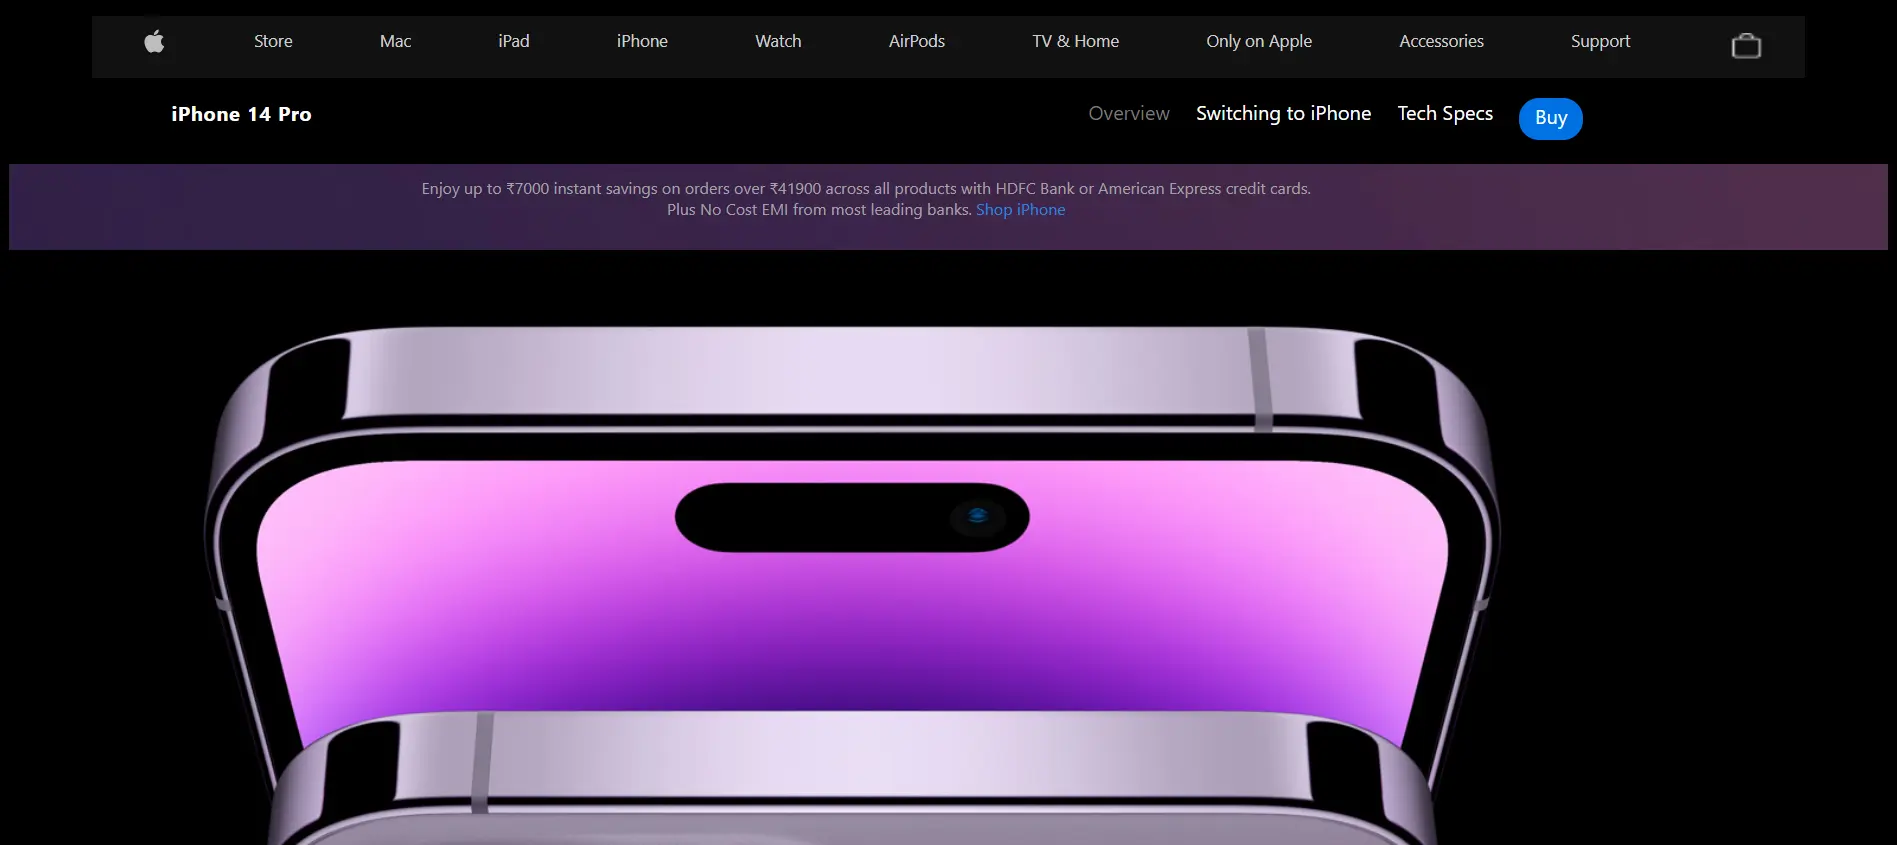 Store Mac iPad iPhone Watch AirPods TV & Home Only on Apple Accessories Support
iPhone 14 Pro Overview Switching to iPhone Tech Specs Buy
Enjoy up to ₹7000 instant savings on orders over ₹41900 across all products with HDFC Bank or American Express credit cards.
Plus No Cost EMI from most leading banks. Shop iPhone